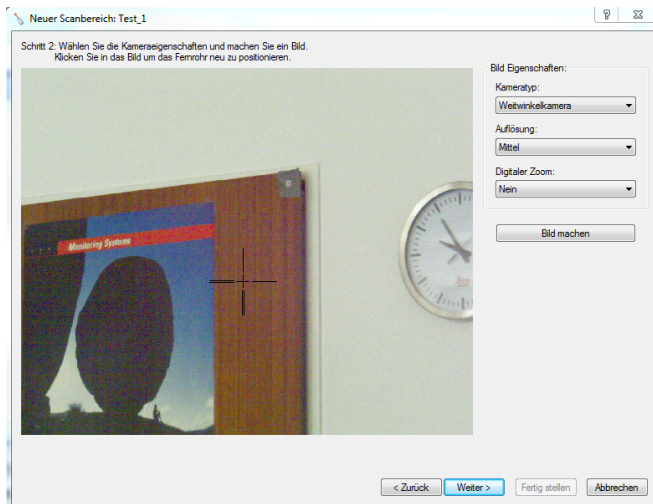 Neuer Scanbereich: Test_1
Schritt 2: Wählen Sie die Kameraeigenschaften und machen Sie ein Bild.
Klicken Sie in das Bild um das Fernrohr neu zu positionieren.
Bild Eigenschaften:
Kameratyp:
Weitwinkelkamera
Auflösung:
Mittel
Digitaler Zoom:
Nein
Bild machen
Monitoring Systems
< Zurück
Weiter >
Fertig stellen
Abbrechen